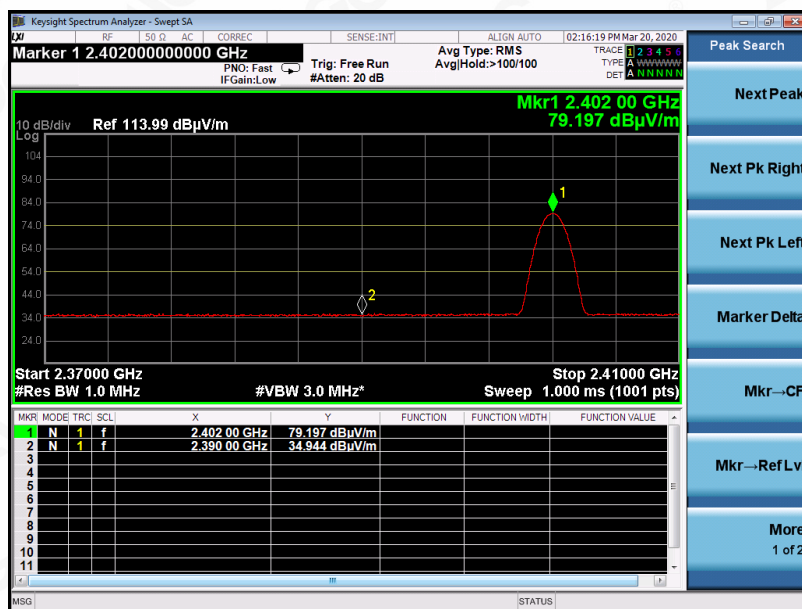 Keysight Spectrum Analyzer - Swept SA
LXI RF 50 Ω AC CORREC SENSE:INT ALIGN AUTO 02:16:19 PM Mar 20, 2020
Marker 1 2.402000000000 GHz
PNO: Fast
IFGain:Low
Trig: Free Run
#Atten: 20 dB
Avg Type: RMS
Avg|Hold:>100/100
TRACE 1 2 3 4 5 6
TYPE A WWWWW
DET A N N N N N
Mkr1 2.402 00 GHz
79.197 dBµV/m
10 dB/div Ref 113.99 dBµV/m
Log
104
94.0
84.0
74.0
64.0
54.0
44.0
34.0
24.0
1
2
Start 2.37000 GHz Stop 2.41000 GHz
#Res BW 1.0 MHz #VBW 3.0 MHz* Sweep 1.000 ms (1001 pts)
MKR MODE TRC SCL X Y FUNCTION FUNCTION WIDTH FUNCTION VALUE
1 N 1 f 2.402 00 GHz 79.197 dBµV/m
2 N 1 f 2.390 00 GHz 34.944 dBµV/m
3
4
5
6
7
8
9
10
11
MSG STATUS
Peak Search
Next Peak
Next Pk Right
Next Pk Left
Marker Delta
Mkr→CF
Mkr→Ref Lvl
More
1 of 2